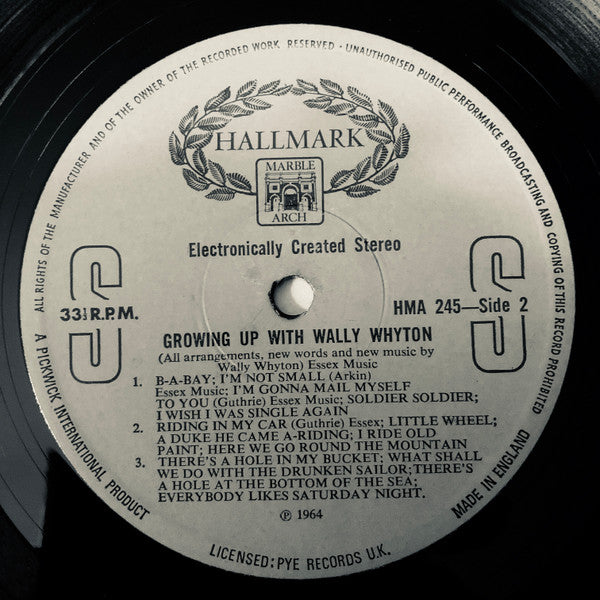 ALL RIGHTS OF THE MANUFACTURER AND OF THE OWNER OF THE RECORDED WORK RESERVED · UNAUTHORISED PUBLIC PERFORMANCE BROADCASTING AND COPYING OF THIS RECORD PROHIBITED
HALLMARK
MARBLE
ARCH
Electronically Created Stereo
S
S
33⅓ R.P.M.
HMA 245—Side 2
GROWING UP WITH WALLY WHYTON
(All arrangements, new words and new music by
Wally Whyton) Essex Music
1. B-A-BAY; I'M NOT SMALL (Arkin)
Essex Music; I'M GONNA MAIL MYSELF
TO YOU (Guthrie) Essex Music; SOLDIER SOLDIER;
I WISH I WAS SINGLE AGAIN
2. RIDING IN MY CAR (Guthrie) Essex; LITTLE WHEEL;
A DUKE HE CAME A-RIDING; I RIDE OLD
PAINT; HERE WE GO ROUND THE MOUNTAIN
3. THERE'S A HOLE IN MY BUCKET; WHAT SHALL
WE DO WITH THE DRUNKEN SAILOR;THERE'S
A HOLE AT THE BOTTOM OF THE SEA;
EVERYBODY LIKES SATURDAY NIGHT.
℗ 1964
A PICKWICK INTERNATIONAL PRODUCT
LICENSED: PYE RECORDS U.K.
MADE IN ENGLAND